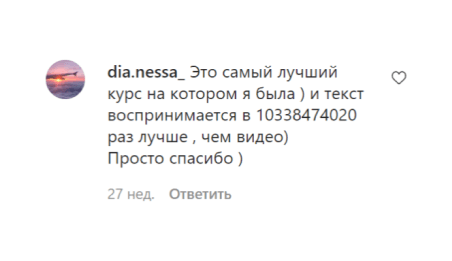 dia.nessa_ Это самый лучший
курс на котором я была ) и текст
воспринимается в 10338474020
раз лучше , чем видео)
Просто спасибо )
27 нед. Ответить